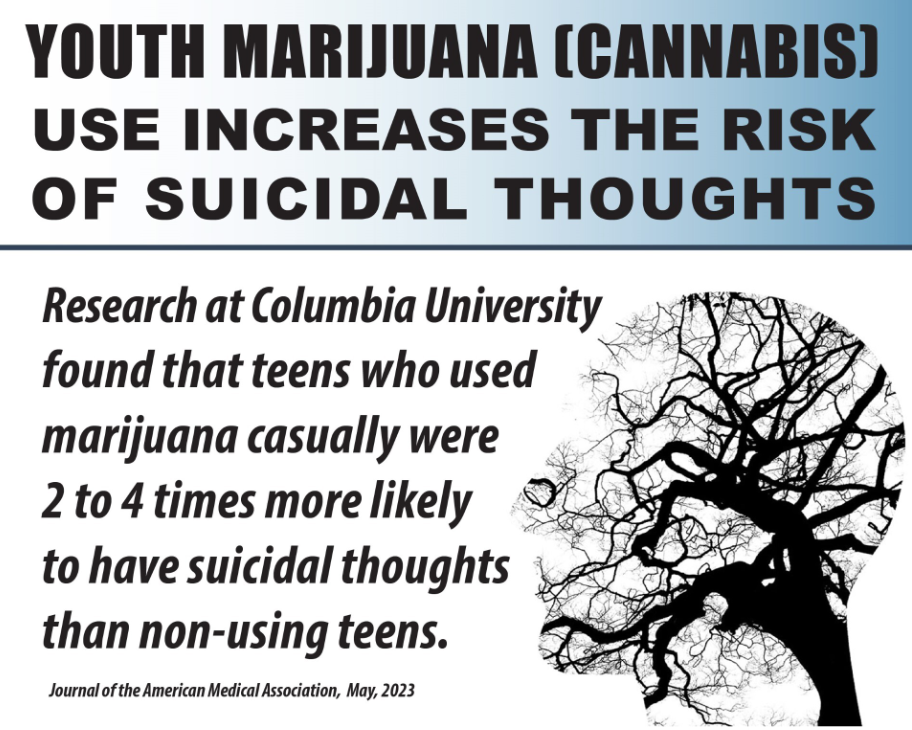 YOUTH MARIJUANA (CANNABIS)
USE INCREASES THE RISK
OF SUICIDAL THOUGHTS
Research at Columbia University
found that teens who used
marijuana casually were
2 to 4 times more likely
to have suicidal thoughts
than non-using teens.
Journal of the American Medical Association, May, 2023